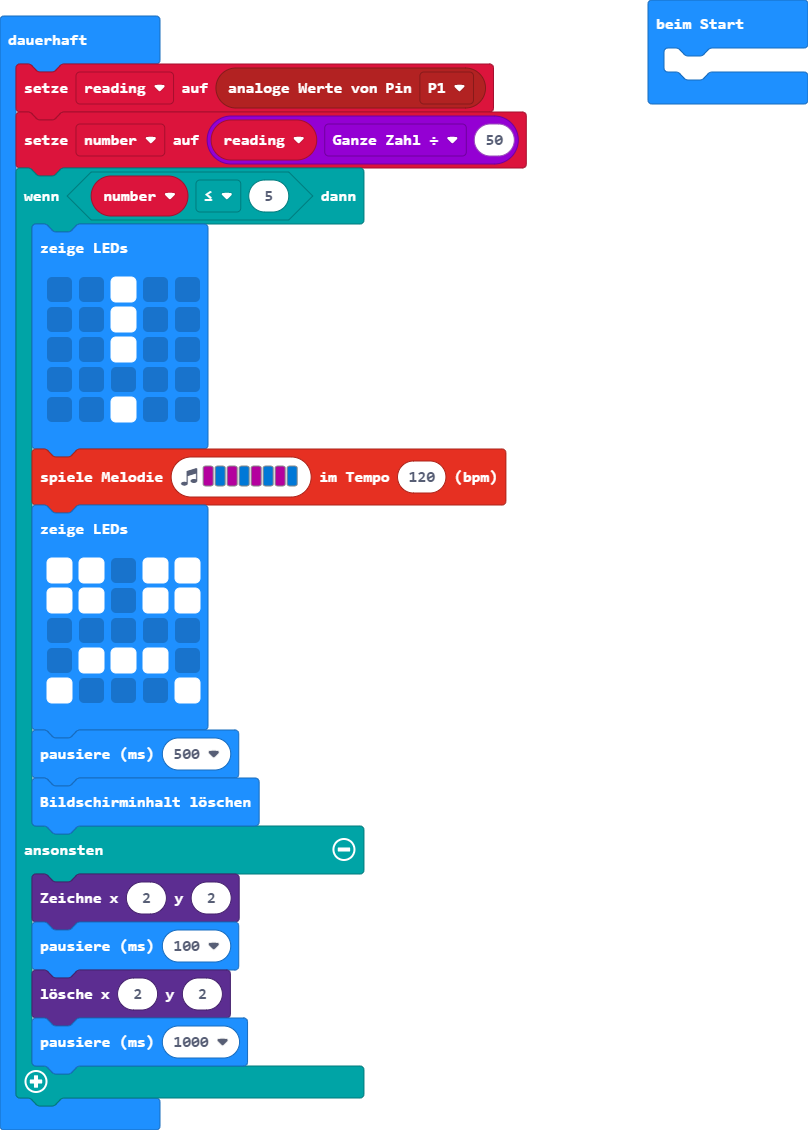 beim Start
dauerhaft
setze reading auf analoge Werte von Pin P1
setze number auf reading Ganze Zahl ÷ 50
wenn number ≤ 5 dann
zeige LEDs
spiele Melodie im Tempo 120 (bpm)
zeige LEDs
pausiere (ms) 500
Bildschirminhalt löschen
ansonsten
Zeichne x 2 y 2
pausiere (ms) 100
lösche x 2 y 2
pausiere (ms) 1000